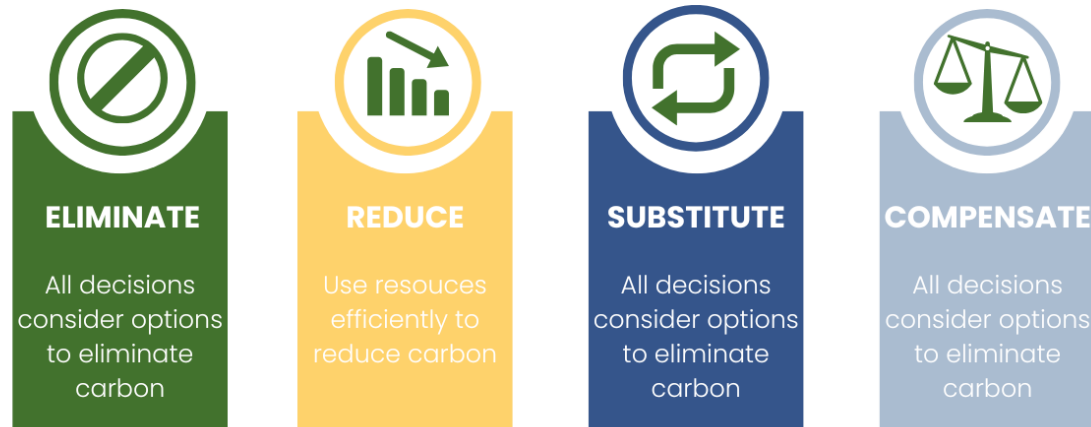 ELIMINATE
All decisions
consider options
to eliminate
carbon
REDUCE
Use resouces
efficiently to
reduce carbon
SUBSTITUTE
All decisions
consider options
to eliminate
carbon
COMPENSATE
All decisions
consider options
to eliminate
carbon